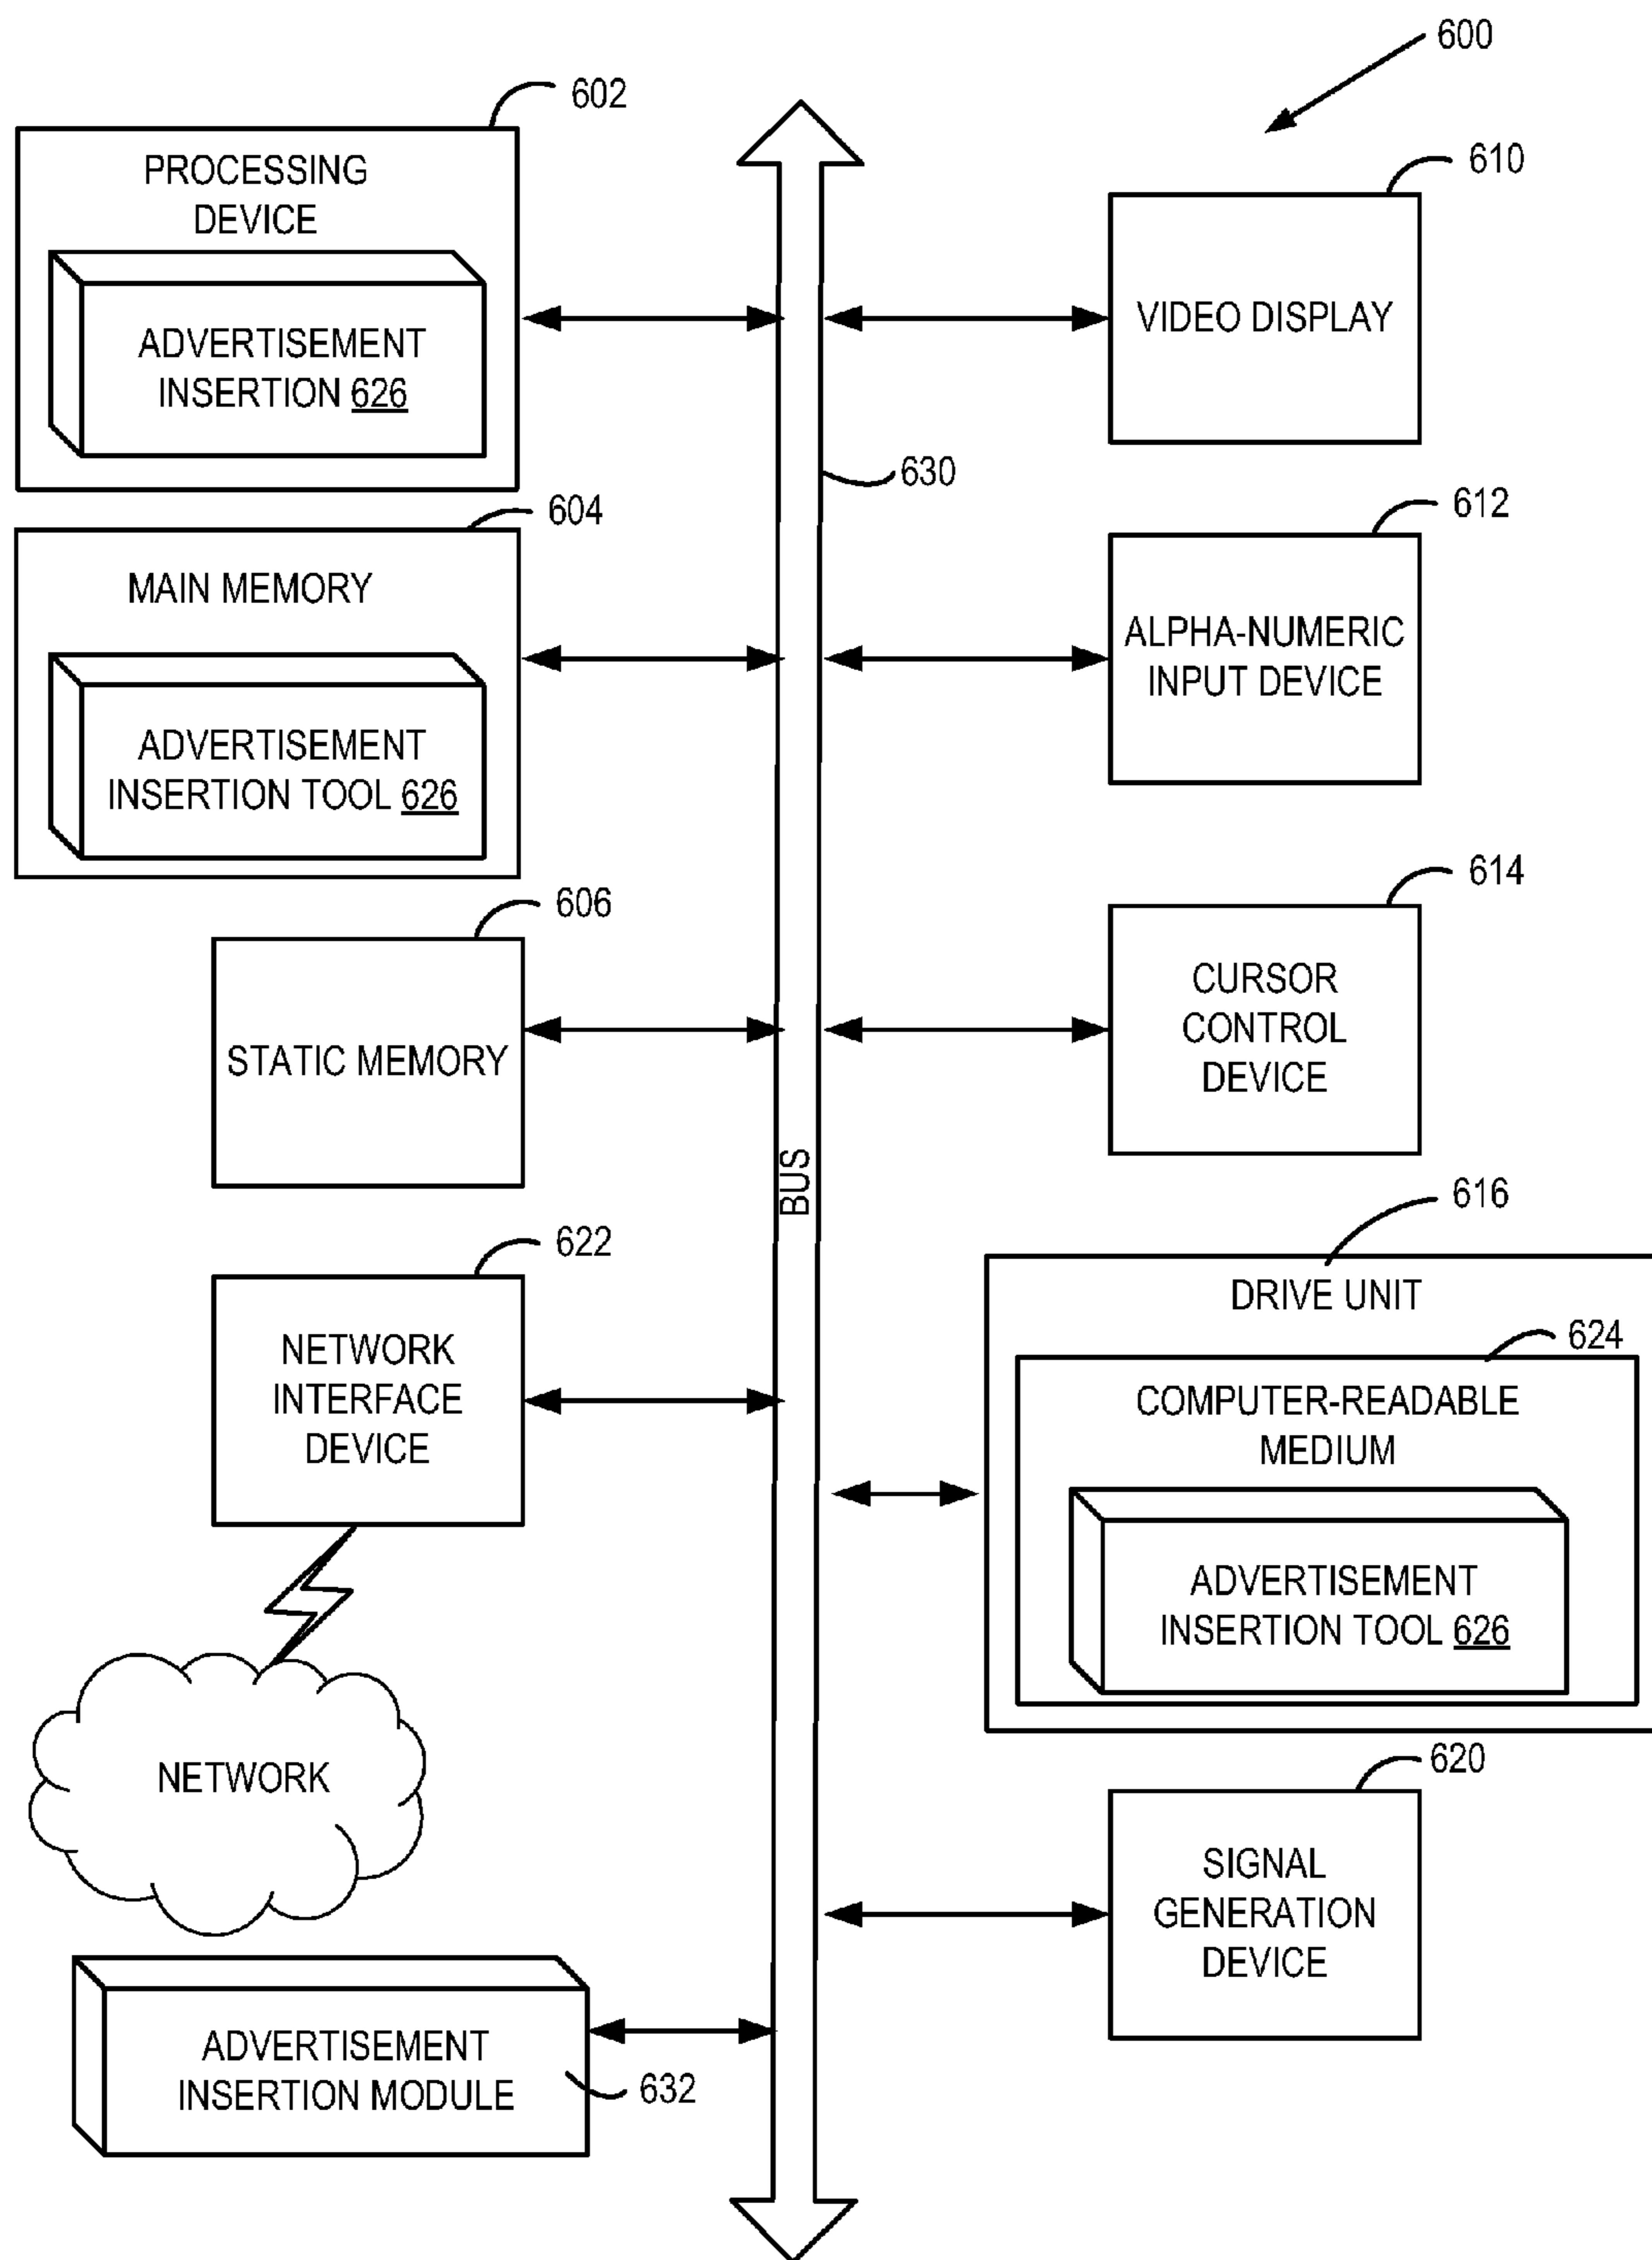 600
602
PROCESSING
DEVICE
ADVERTISEMENT
INSERTION 626
610
VIDEO DISPLAY
630
604
MAIN MEMORY
ADVERTISEMENT
INSERTION TOOL 626
612
ALPHA-NUMERIC
INPUT DEVICE
606
STATIC MEMORY
614
CURSOR
CONTROL
DEVICE
BUS
622
NETWORK
INTERFACE
DEVICE
616
DRIVE UNIT
624
COMPUTER-READABLE
MEDIUM
ADVERTISEMENT
INSERTION TOOL 626
NETWORK
620
SIGNAL
GENERATION
DEVICE
ADVERTISEMENT
INSERTION MODULE
632